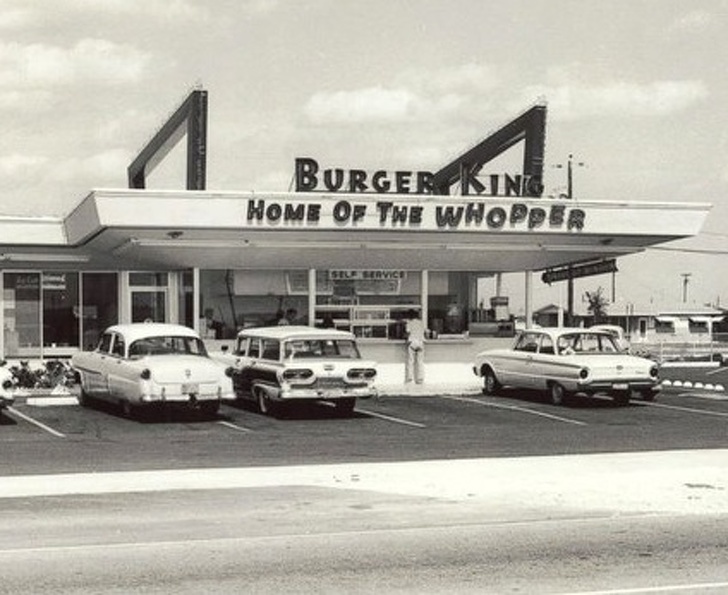 BURGER KING
HOME OF THE WHOPPER
SELF SERVICE